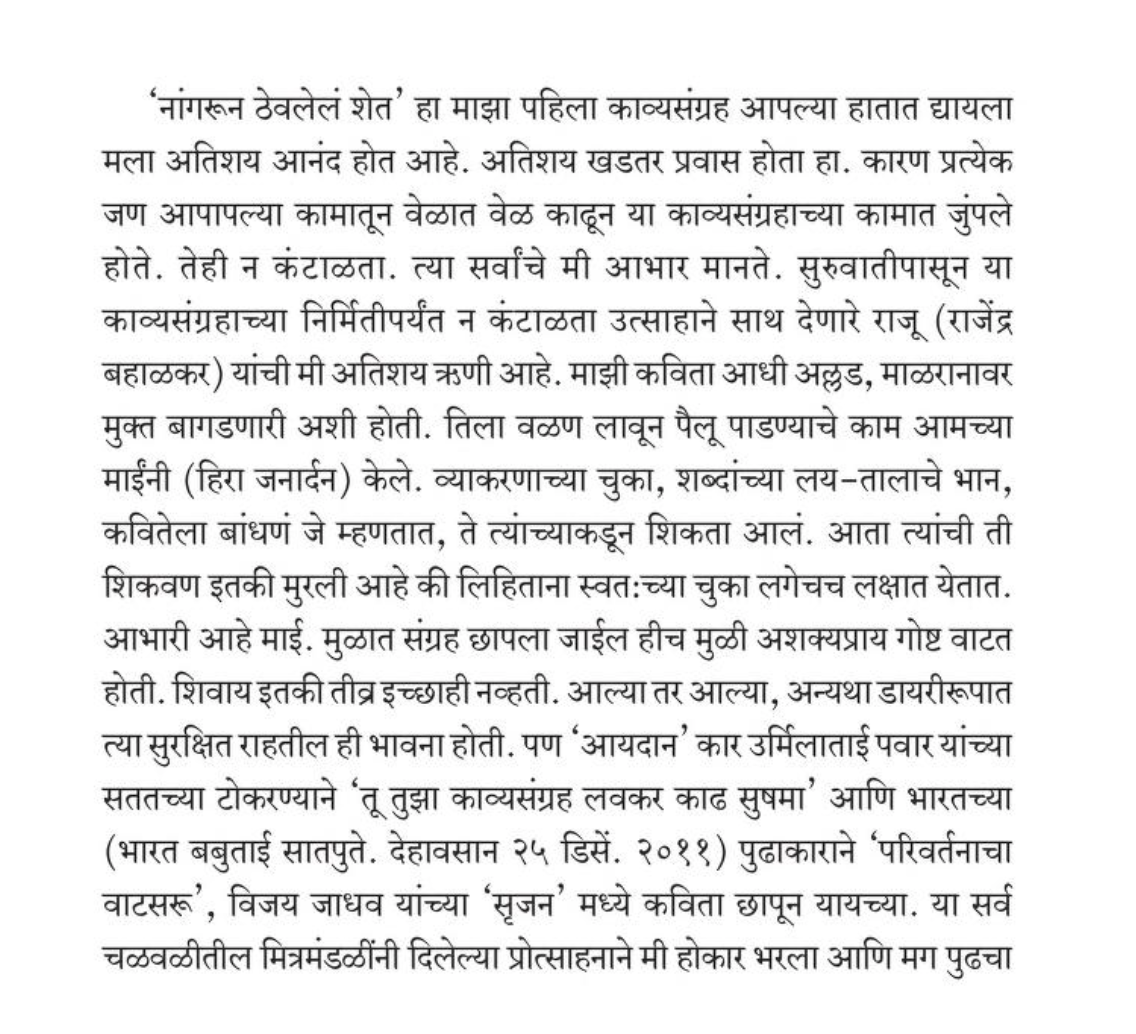 ‘नांगरून ठेवलेलं शेत’ हा माझा पहिला काव्यसंग्रह आपल्या हातात द्यायला
मला अतिशय आनंद होत आहे. अतिशय खडतर प्रवास होता हा. कारण प्रत्येक
जण आपापल्या कामातून वेळात वेळ काढून या काव्यसंग्रहाच्या कामात जुंपले
होते. तेही न कंटाळता. त्या सर्वांचे मी आभार मानते. सुरुवातीपासून या
काव्यसंग्रहाच्या निर्मितीपर्यंत न कंटाळता उत्साहाने साथ देणारे राजू (राजेंद्र
बहाळकर) यांची मी अतिशय ऋणी आहे. माझी कविता आधी अल्लड, माळरानावर
मुक्त बागडणारी अशी होती. तिला वळण लावून पैलू पाडण्याचे काम आमच्या
माईंनी (हिरा जनार्दन) केले. व्याकरणाच्या चुका, शब्दांच्या लय-तालाचे भान,
कवितेला बांधणं जे म्हणतात, ते त्यांच्याकडून शिकता आलं. आता त्यांची ती
शिकवण इतकी मुरली आहे की लिहिताना स्वत:च्या चुका लगेचच लक्षात येतात.
आभारी आहे माई. मुळात संग्रह छापला जाईल हीच मुळी अशक्यप्राय गोष्ट वाटत
होती. शिवाय इतकी तीव्र इच्छाही नव्हती. आल्या तर आल्या, अन्यथा डायरीरूपात
त्या सुरक्षित राहतील ही भावना होती. पण ‘आयदान’ कार उर्मिलाताई पवार यांच्या
सततच्या टोकरण्याने ‘तू तुझा काव्यसंग्रह लवकर काढ सुषमा’ आणि भारतच्या
(भारत बबुताई सातपुते. देहावसान २५ डिसें. २०११) पुढाकाराने ‘परिवर्तनाचा
वाटसरू’, विजय जाधव यांच्या ‘सृजन’ मध्ये कविता छापून यायच्या. या सर्व
चळवळीतील मित्रमंडळींनी दिलेल्या प्रोत्साहनाने मी होकार भरला आणि मग पुढचा